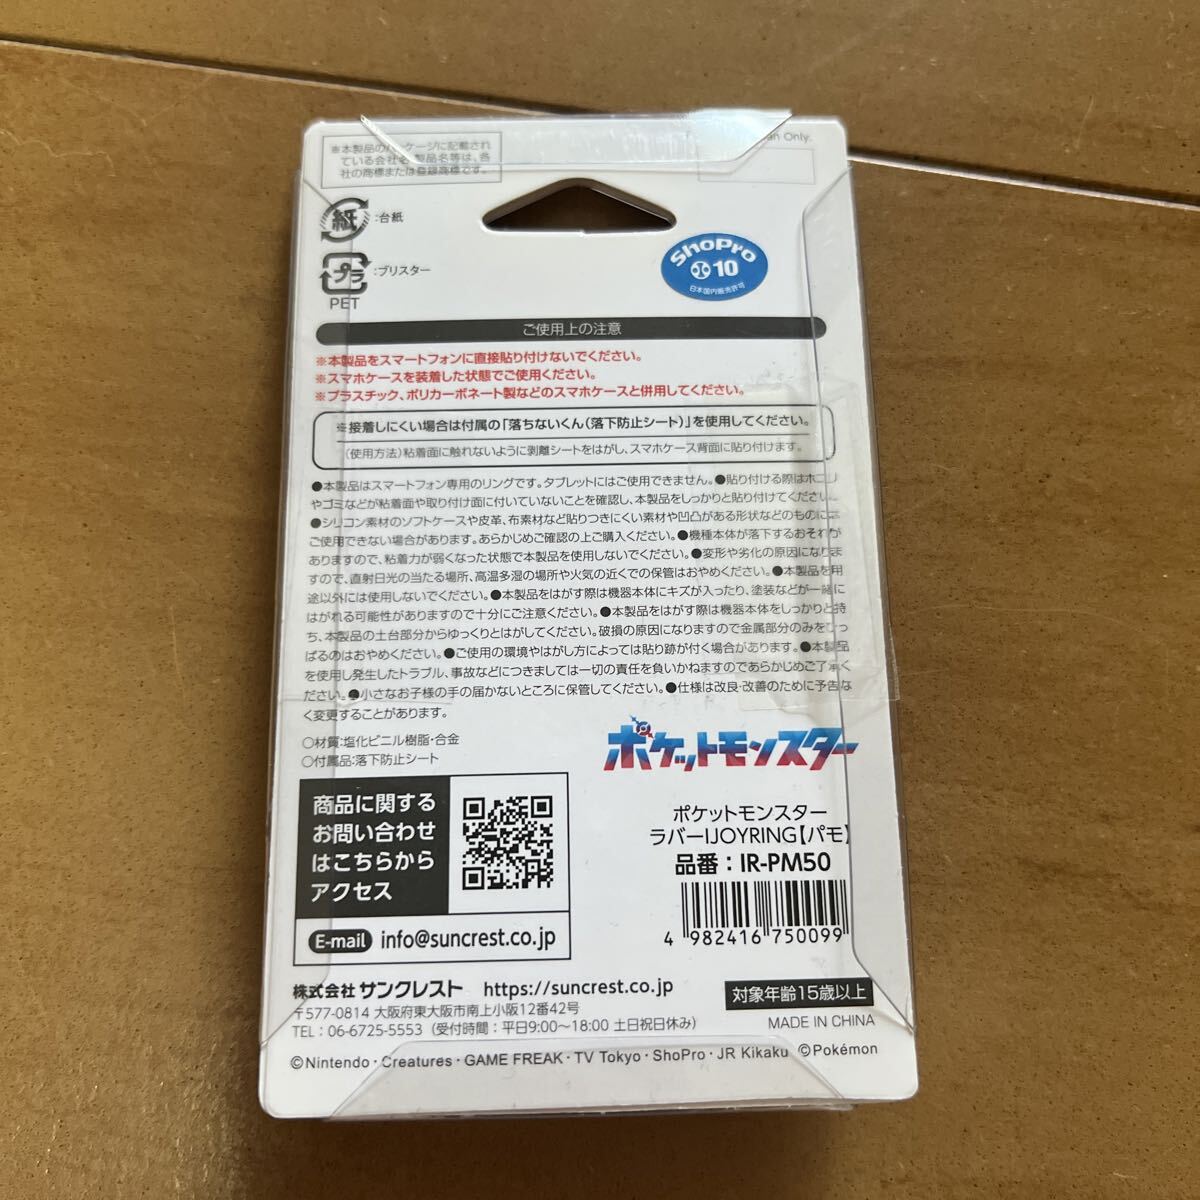 ※本製品のパッケージに記載され
ている会社名、製品名等は、各
社の商標または登録商標です。
an Only.
紙 :台紙
プラ :ブリスター
PET
ShoPro
10
日本国内販売許可
ご使用上の注意
※本製品をスマートフォンに直接貼り付けないでください。
※スマホケースを装着した状態でご使用ください。
※プラスチック、ポリカーボネート製などのスマホケースと併用してください。
※接着しにくい場合は付属の「落ちないくん(落下防止シート)」を使用してください。
(使用方法)粘着面に触れないように剥離シートをはがし、スマホケース背面に貼り付けます。
●本製品はスマートフォン専用のリングです。タブレットにはご使用できません。●貼り付ける際はホコリ
やゴミなどが粘着面や取り付け面に付いていないことを確認し、本製品をしっかりと貼り付けてください。
●シリコン素材のソフトケースや皮革、布素材など貼りつきにくい素材や凹凸がある形状などのものには
ご使用できない場合があります。あらかじめご確認の上ご購入ください。●機種本体が落下するおそれが
ありますので、粘着力が弱くなった状態で本製品を使用しないでください。●変形や劣化の原因になりま
すので、直射日光の当たる場所、高温多湿の場所や火気の近くでの保管はおやめください。●本製品を用
途以外には使用しないでください。●本製品をはがす際は機器本体にキズが入ったり、塗装などが一緒に
はがれる可能性がありますので十分にご注意ください。●本製品をはがす際は機器本体をしっかりと持
ち、本製品の土台部分からゆっくりとはがしてください。破損の原因になりますので金属部分のみをひっ
ぱるのはおやめください。●ご使用の環境やはがし方によっては貼り跡が付く場合があります。●本製品
を使用し発生したトラブル、事故などにつきましては一切の責任を負いかねますのであらかじめご了承く
ださい。●小さなお子様の手の届かないところに保管してください。●仕様は改良・改善のために予告な
く変更することがあります。
○材質:塩化ビニル樹脂・合金
○付属品:落下防止シート
ポケットモンスター
商品に関する
お問い合わせ
はこちらから
アクセス
E-mail info@suncrest.co.jp
ポケットモンスター
ラバーIJOYRING【パモ】
品番:IR-PM50
4 982416 750099
株式会社 サンクレスト https://suncrest.co.jp
〒577-0814 大阪府東大阪市南上小阪12番42号
TEL:06-6725-5553(受付時間:平日9:00〜18:00 土日祝日休み)
対象年齢15歳以上
MADE IN CHINA
©Nintendo・Creatures・GAME FREAK・TV Tokyo・ShoPro・JR Kikaku ©Pokémon